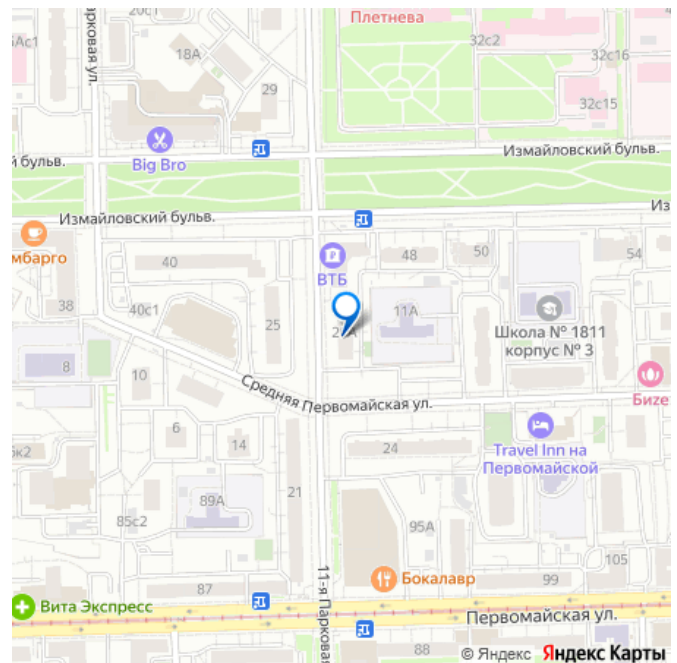 20с1
Плетнева
32с2
32с16
18А
29
32с15
Парковая ул.
Big Bro
й бульв.
Измайловский бульв.
Измайловский бульв.
Из
мбарго
ВТБ
48
50
54
40
38
40с1
25
11А
Школа № 1811
корпус № 3
8
10
Средняя Первомайская ул.
Бизе
6
14
24
Travel Inn на
Первомайской
6к2
89А
21
85с2
95А
105
87
11-я Парковая
Бокалавр
99
Вита Экспресс
Первомайская ул.
88
© Яндекс Яндекс Карты